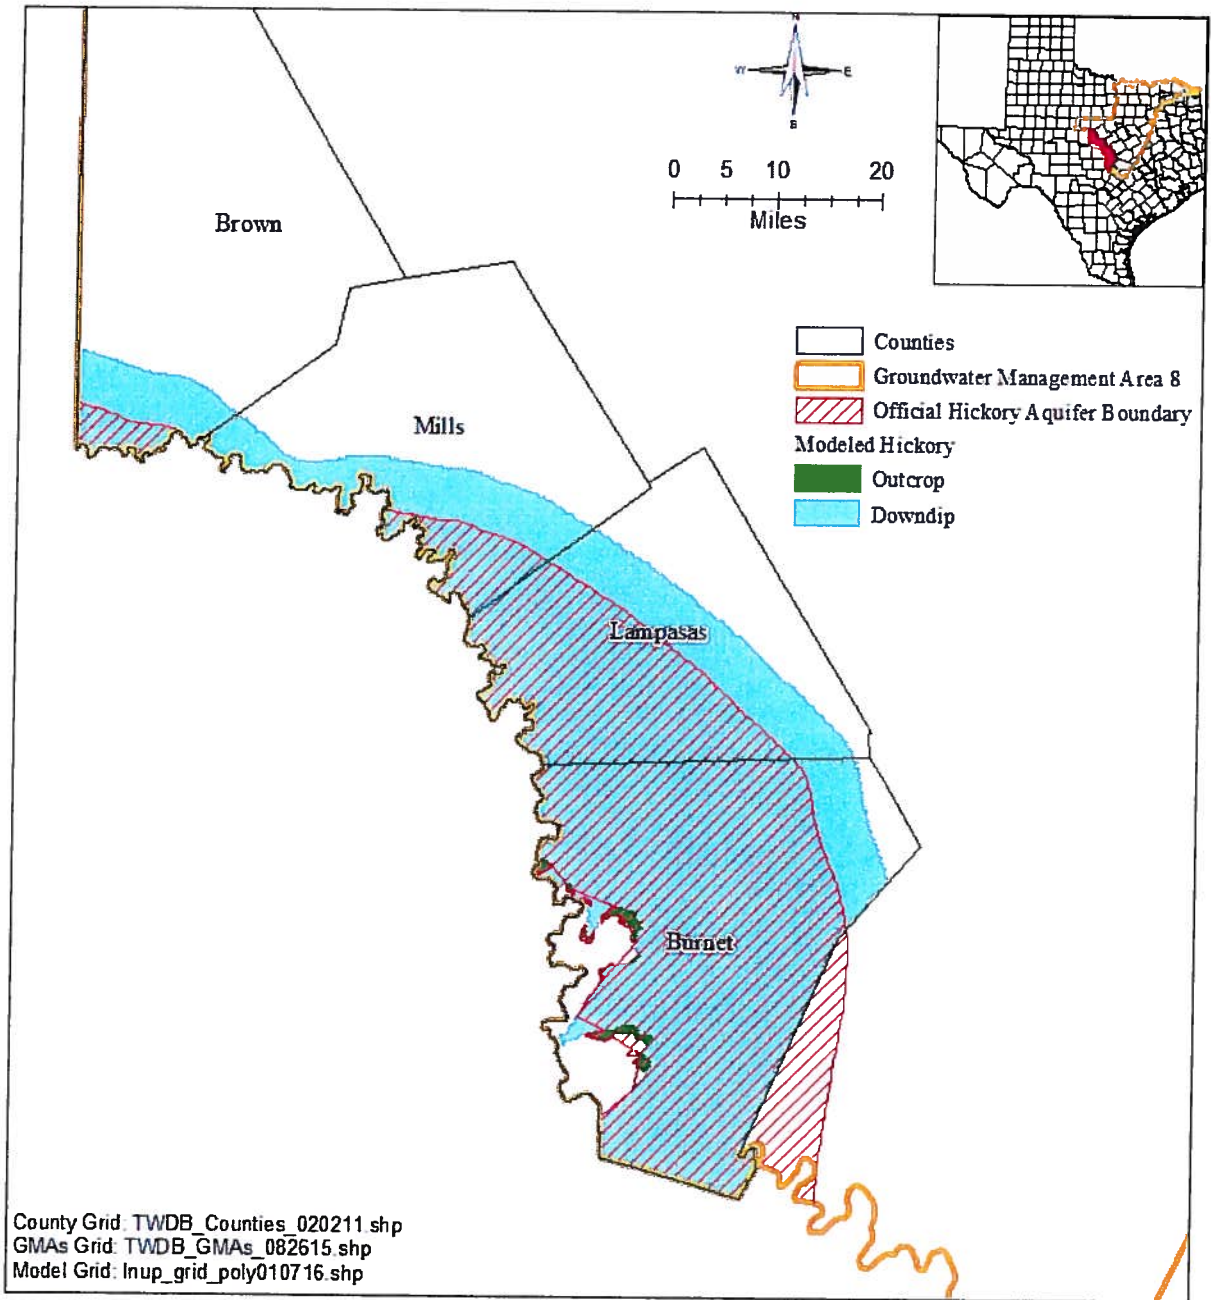 N
W
E
S
0 5 10 20
Miles
Brown
Mills
Lampasas
Burnet
Counties
Groundwater Management Area 8
Official Hickory Aquifer Boundary
Modeled Hickory
Outcrop
Downdip
County Grid: TWDB_Counties_020211.shp
GMAs Grid: TWDB_GMAs_082615.shp
Model Grid: lnup_grid_poly010716.shp